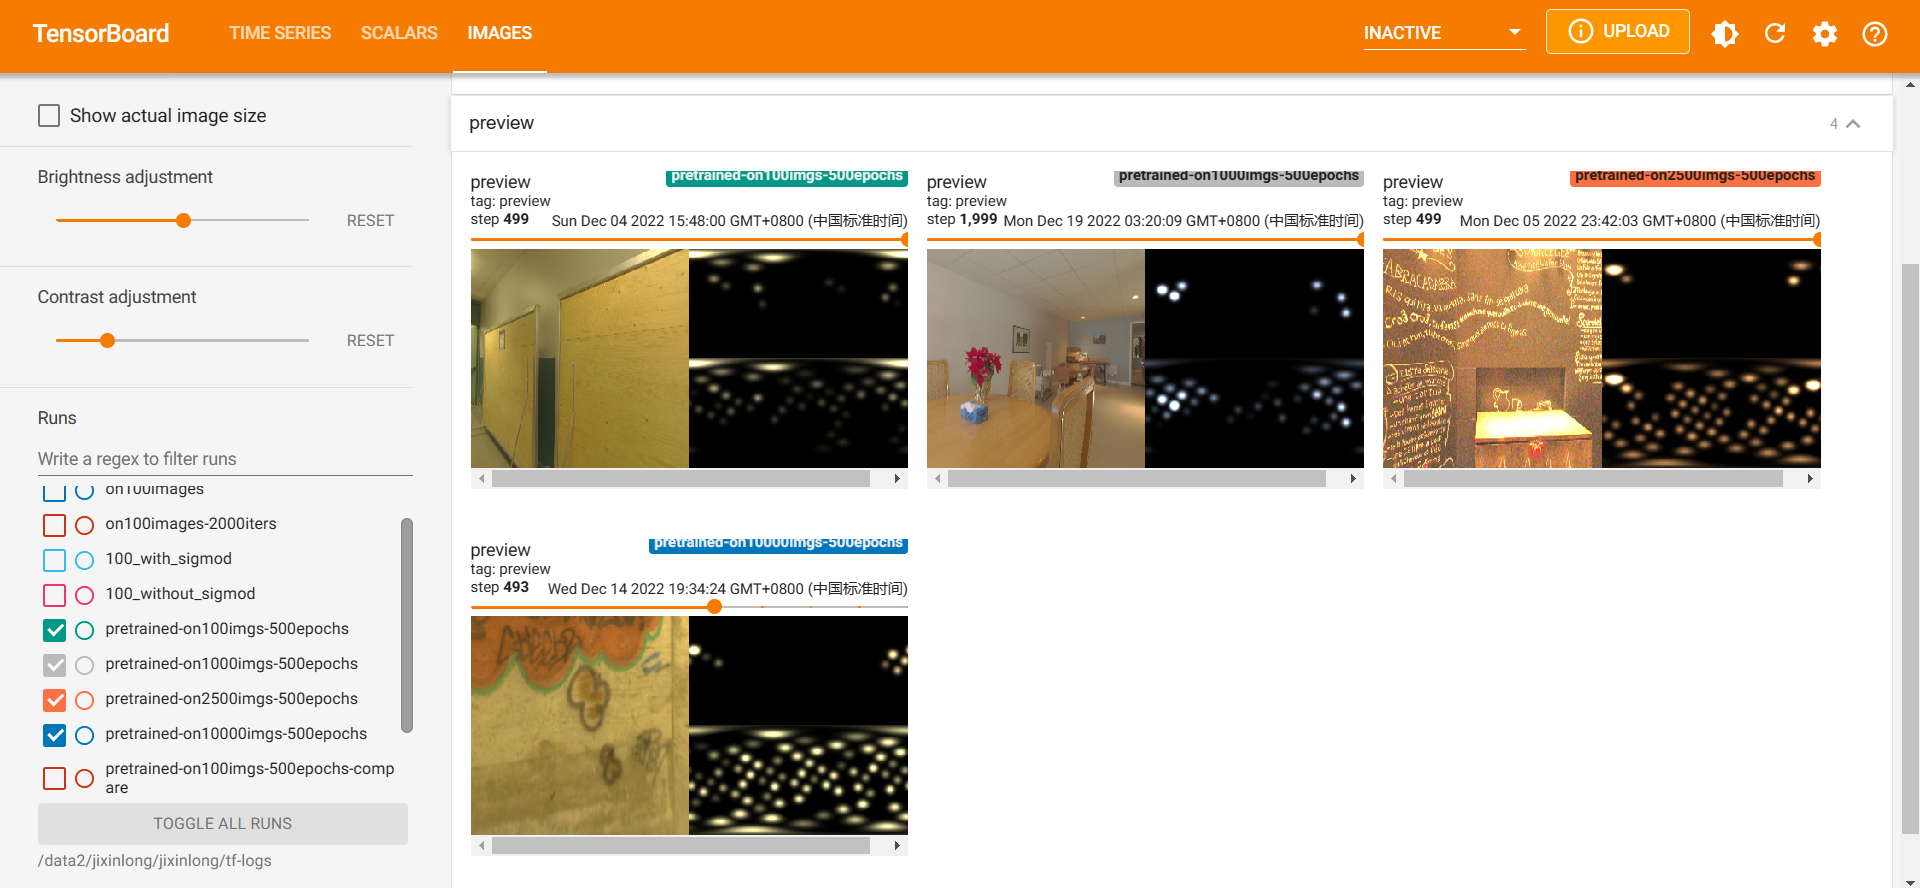 TensorBoard
TIME SERIES
SCALARS
IMAGES
INACTIVE
UPLOAD
Show actual image size
Brightness adjustment
RESET
Contrast adjustment
RESET
Runs
Write a regex to filter runs
on100images
on100images-2000iters
100_with_sigmod
100_without_sigmod
pretrained-on100imgs-500epochs
pretrained-on1000imgs-500epochs
pretrained-on2500imgs-500epochs
pretrained-on10000imgs-500epochs
pretrained-on100imgs-500epochs-comp
are
TOGGLE ALL RUNS
/data2/jixinlong/jixinlong/tf-logs
preview
4
preview
pretrained-on100imgs-500epochs
tag: preview
step 499 Sun Dec 04 2022 15:48:00 GMT+0800 (中国标准时间)
preview
pretrained-on1000imgs-500epochs
tag: preview
step 1,999 Mon Dec 19 2022 03:20:09 GMT+0800 (中国标准时间)
preview
pretrained-on2500imgs-500epochs
tag: preview
step 499 Mon Dec 05 2022 23:42:03 GMT+0800 (中国标准时间)
ABRACADABRA
preview
pretrained-on10000imgs-500epochs
tag: preview
step 493 Wed Dec 14 2022 19:34:24 GMT+0800 (中国标准时间)